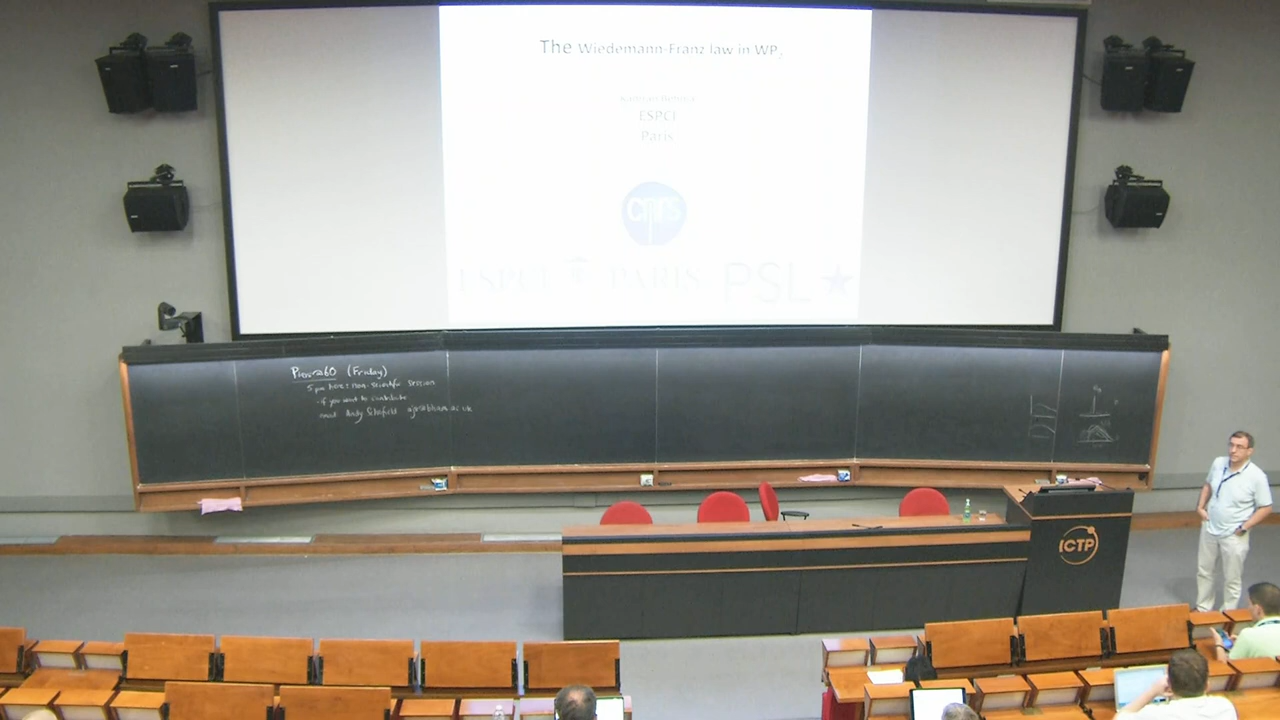 The Wiedemann-Franz law in WP₂
ESPCI
Paris
CNRS
ESPCI PARIS PSL
(Friday)
5pm here: non-scientific session
- if you want to contribute
email Andy Schofield
ICTP